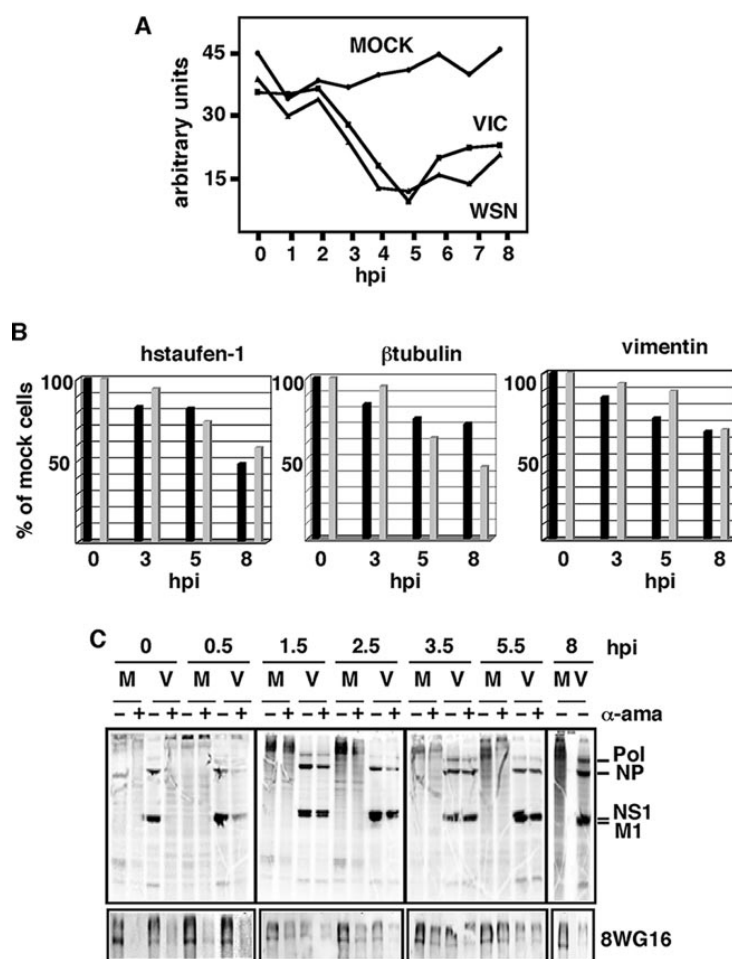 A
arbitrary units
45
30
15
MOCK
VIC
WSN
0 1 2 3 4 5 6 7 8
hpi
B
% of mock cells
hstaufen-1
100
50
0 3 5 8
hpi
βtubulin
100
50
0 3 5 8
hpi
vimentin
100
50
0 3 5 8
hpi
C
0 0.5 1.5 2.5 3.5 5.5 8 hpi
M V M V M V M V M V M V M V
− + − + − + − + − + − + − + − + − + − + − + − + − − α-ama
Pol
NP
NS1
M1
8WG16